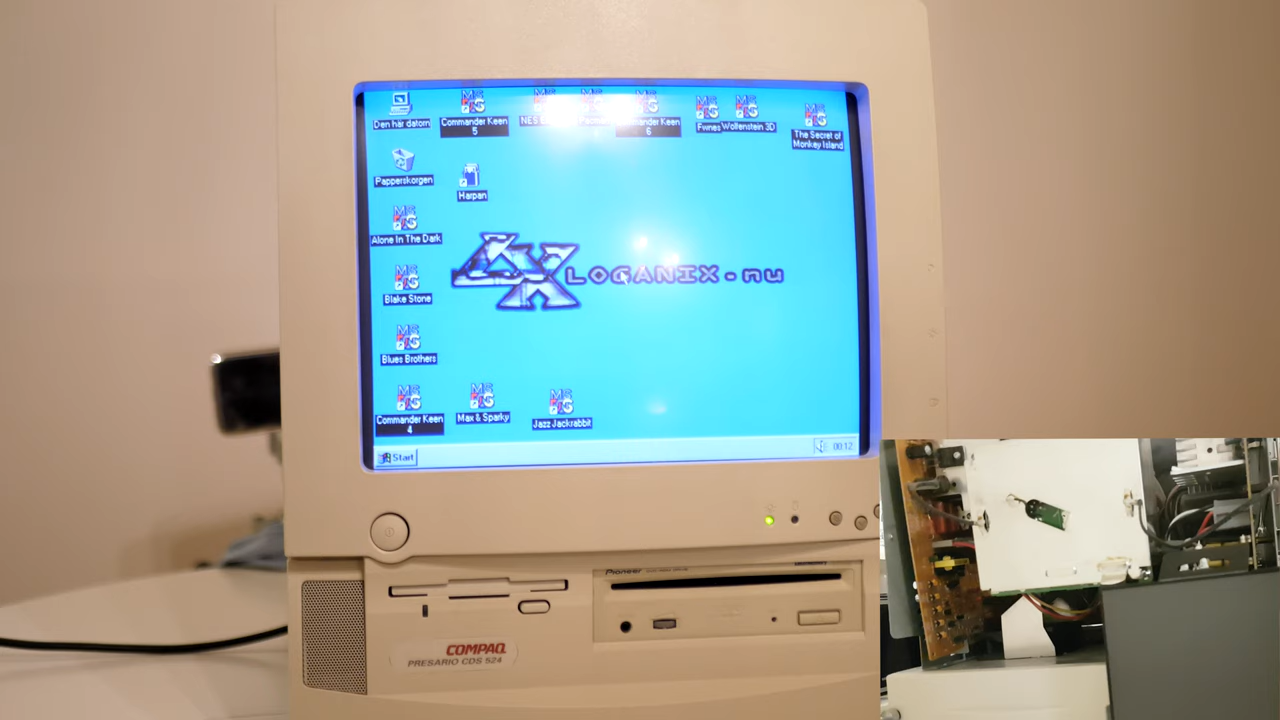 Den här datorn
Commander Keen
5
NES
Commander Keen
6
Wolfenstein 3D
The Secret of
Monkey Island
Papperskorgen
Harpan
Alone In The Dark
LOGANIX.nu
Blake Stone
Blues Brothers
Commander Keen
4
Max & Sparky
Jazz Jackrabbit
Start
00:12
Pioneer
COMPAQ
PRESARIO CDS 524